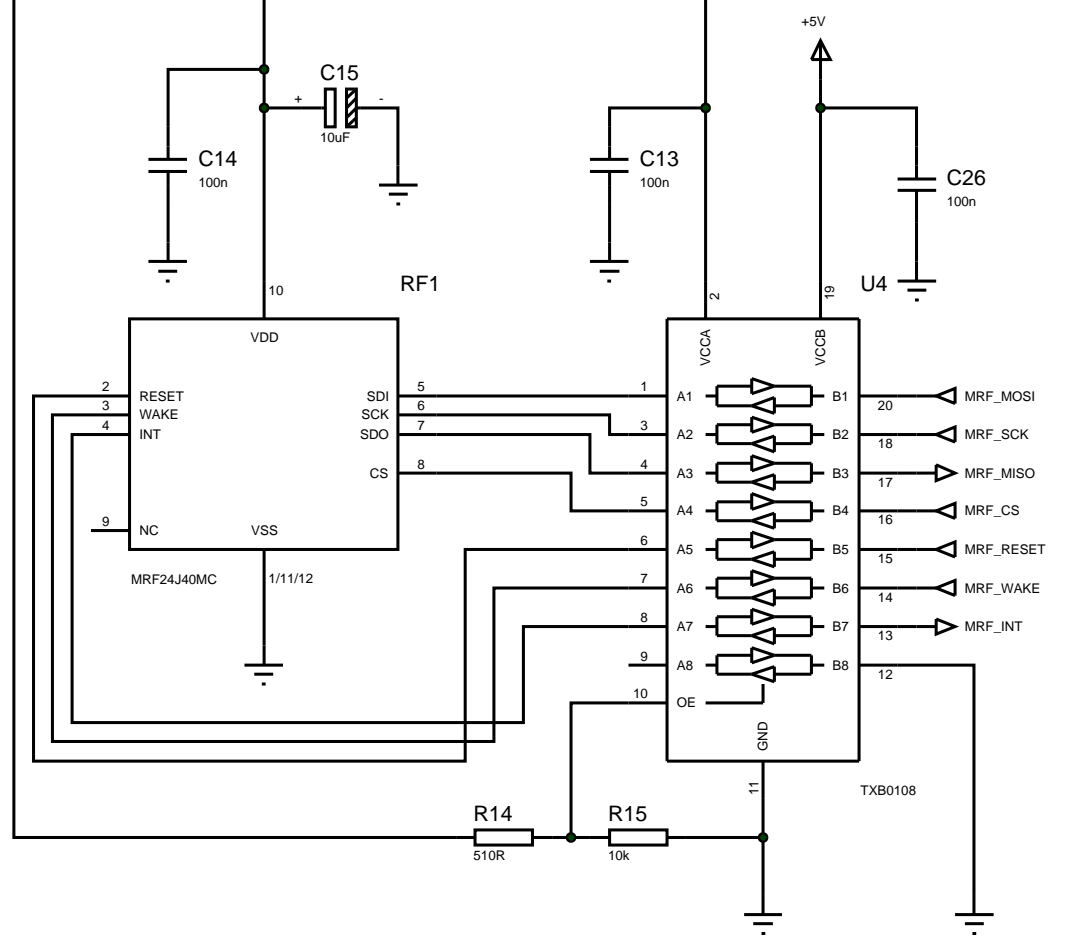 +5V
C15
+
-
10uF
C14
100n
C13
100n
C26
100n
RF1
U4
10
2
19
VDD
VCCA
VCCB
2
RESET
SDI
5
1
A1
B1
20
MRF_MOSI
3
WAKE
SCK
6
4
INT
SDO
7
3
A2
B2
18
MRF_SCK
CS
8
4
A3
B3
17
MRF_MISO
5
A4
B4
16
MRF_CS
9
NC
VSS
6
A5
B5
15
MRF_RESET
MRF24J40MC
1/11/12
7
A6
B6
14
MRF_WAKE
8
A7
B7
13
MRF_INT
9
A8
B8
12
10
OE
GND
11
TXB0108
R14
510R
R15
10k